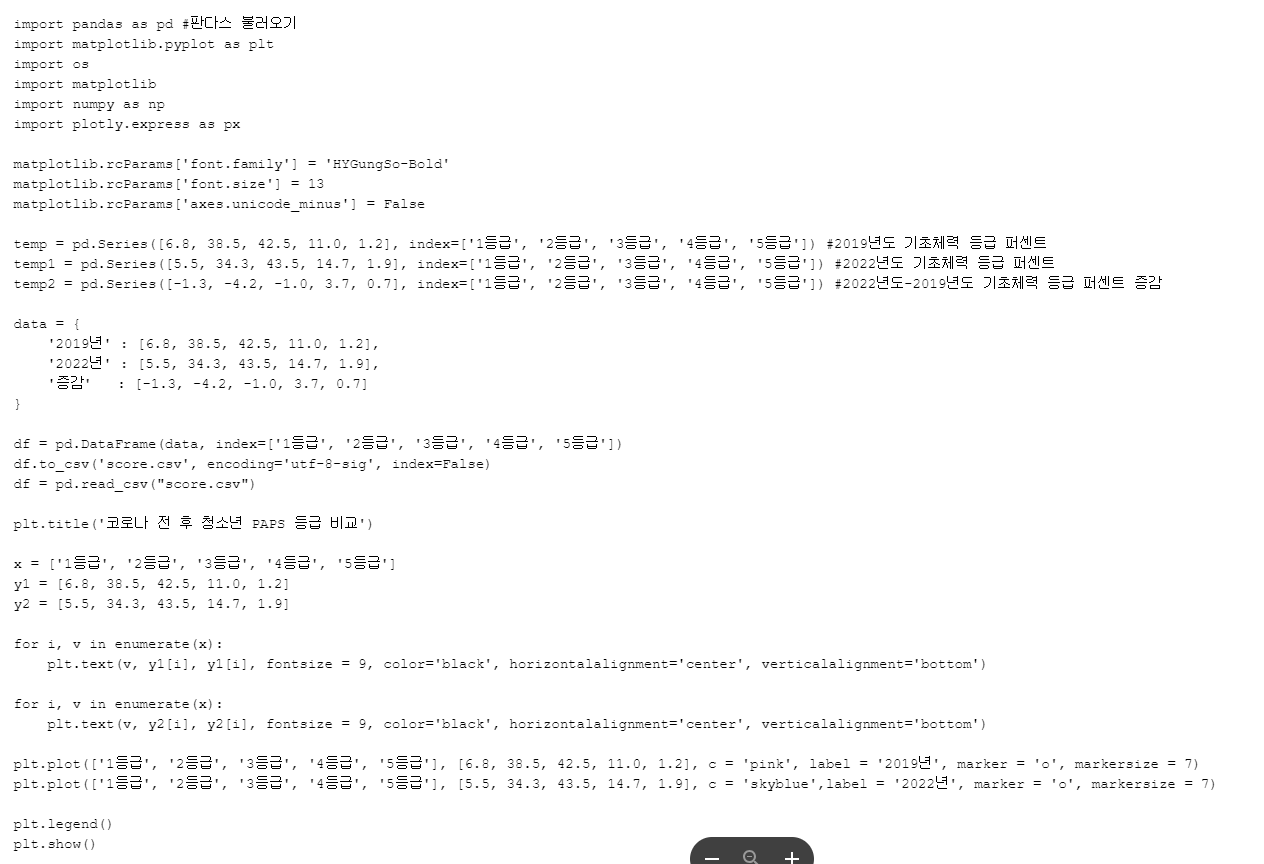 import pandas as pd #판다스 불러오기
import matplotlib.pyplot as plt
import os
import matplotlib
import numpy as np
import plotly.express as px

matplotlib.rcParams['font.family'] = 'HYGungSo-Bold'
matplotlib.rcParams['font.size'] = 13
matplotlib.rcParams['axes.unicode_minus'] = False

temp = pd.Series([6.8, 38.5, 42.5, 11.0, 1.2], index=['1등급', '2등급', '3등급', '4등급', '5등급']) #2019년도 기초체력 등급 퍼센트
temp1 = pd.Series([5.5, 34.3, 43.5, 14.7, 1.9], index=['1등급', '2등급', '3등급', '4등급', '5등급']) #2022년도 기초체력 등급 퍼센트
temp2 = pd.Series([-1.3, -4.2, -1.0, 3.7, 0.7], index=['1등급', '2등급', '3등급', '4등급', '5등급']) #2022년도-2019년도 기초체력 등급 퍼센트 증감

data = {
    '2019년' : [6.8, 38.5, 42.5, 11.0, 1.2],
    '2022년' : [5.5, 34.3, 43.5, 14.7, 1.9],
    '증감'   : [-1.3, -4.2, -1.0, 3.7, 0.7]
}

df = pd.DataFrame(data, index=['1등급', '2등급', '3등급', '4등급', '5등급'])
df.to_csv('score.csv', encoding='utf-8-sig', index=False)
df = pd.read_csv("score.csv")

plt.title('코로나 전 후 청소년 PAPS 등급 비교')

x = ['1등급', '2등급', '3등급', '4등급', '5등급']
y1 = [6.8, 38.5, 42.5, 11.0, 1.2]
y2 = [5.5, 34.3, 43.5, 14.7, 1.9]

for i, v in enumerate(x):
    plt.text(v, y1[i], y1[i], fontsize = 9, color='black', horizontalalignment='center', verticalalignment='bottom')

for i, v in enumerate(x):
    plt.text(v, y2[i], y2[i], fontsize = 9, color='black', horizontalalignment='center', verticalalignment='bottom')

plt.plot(['1등급', '2등급', '3등급', '4등급', '5등급'], [6.8, 38.5, 42.5, 11.0, 1.2], c = 'pink', label = '2019년', marker = 'o', markersize = 7)
plt.plot(['1등급', '2등급', '3등급', '4등급', '5등급'], [5.5, 34.3, 43.5, 14.7, 1.9], c = 'skyblue',label = '2022년', marker = 'o', markersize = 7)

plt.legend()
plt.show()